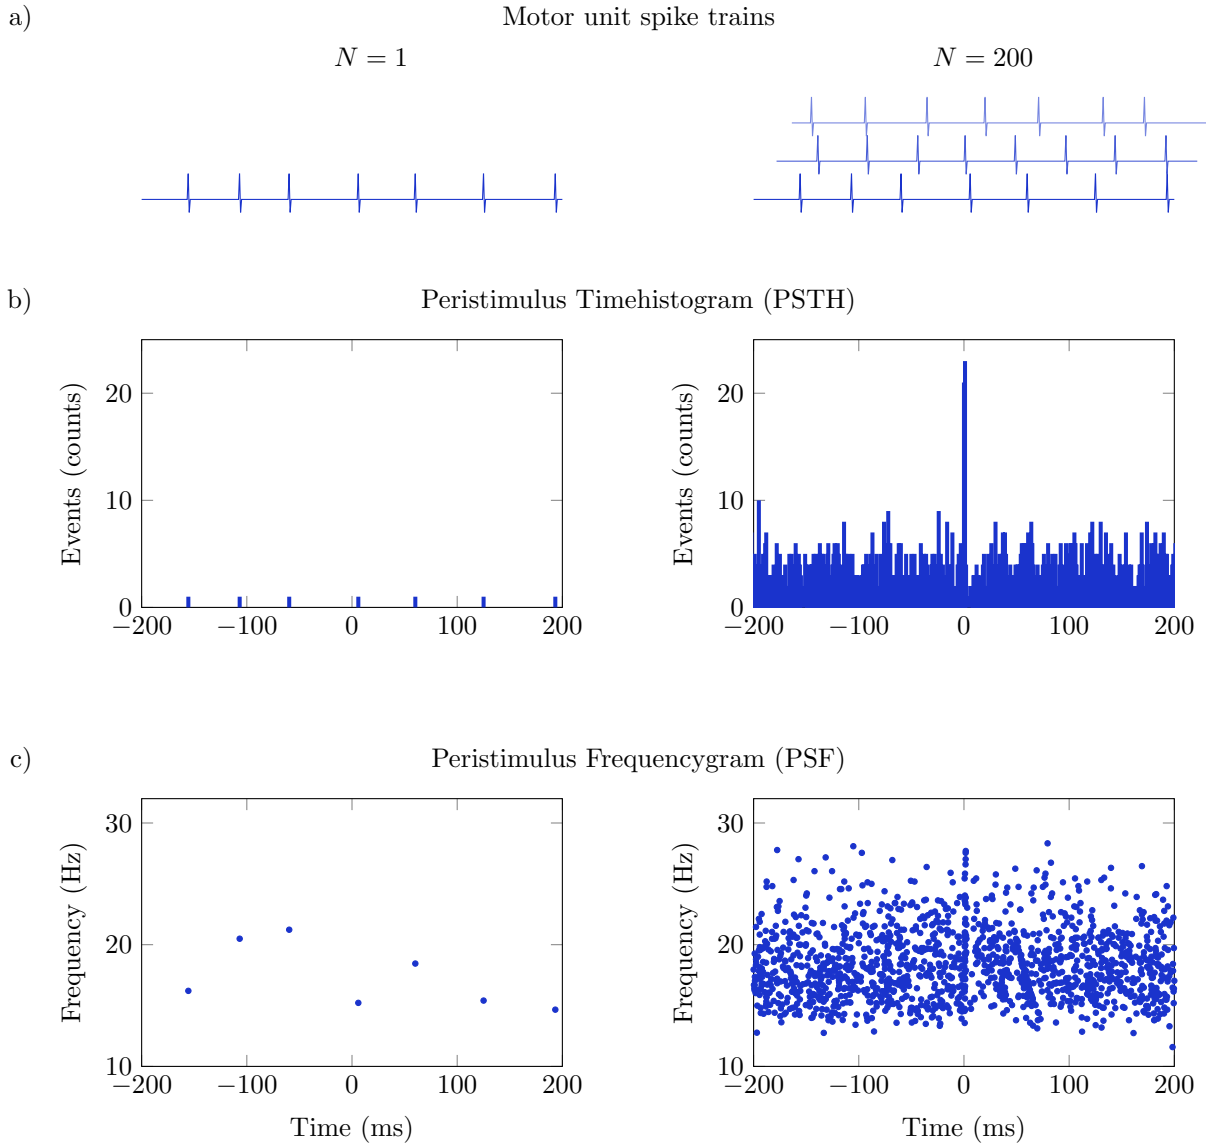 a)
Motor unit spike trains
N = 1
N = 200
b)
Peristimulus Timehistogram (PSTH)
Events (counts)
20
10
0
−200 −100 0 100 200
Events (counts)
20
10
0
−200 −100 0 100 200
c)
Peristimulus Frequencygram (PSF)
Frequency (Hz)
30
20
10
−200 −100 0 100 200
Time (ms)
Frequency (Hz)
30
20
10
−200 −100 0 100 200
Time (ms)